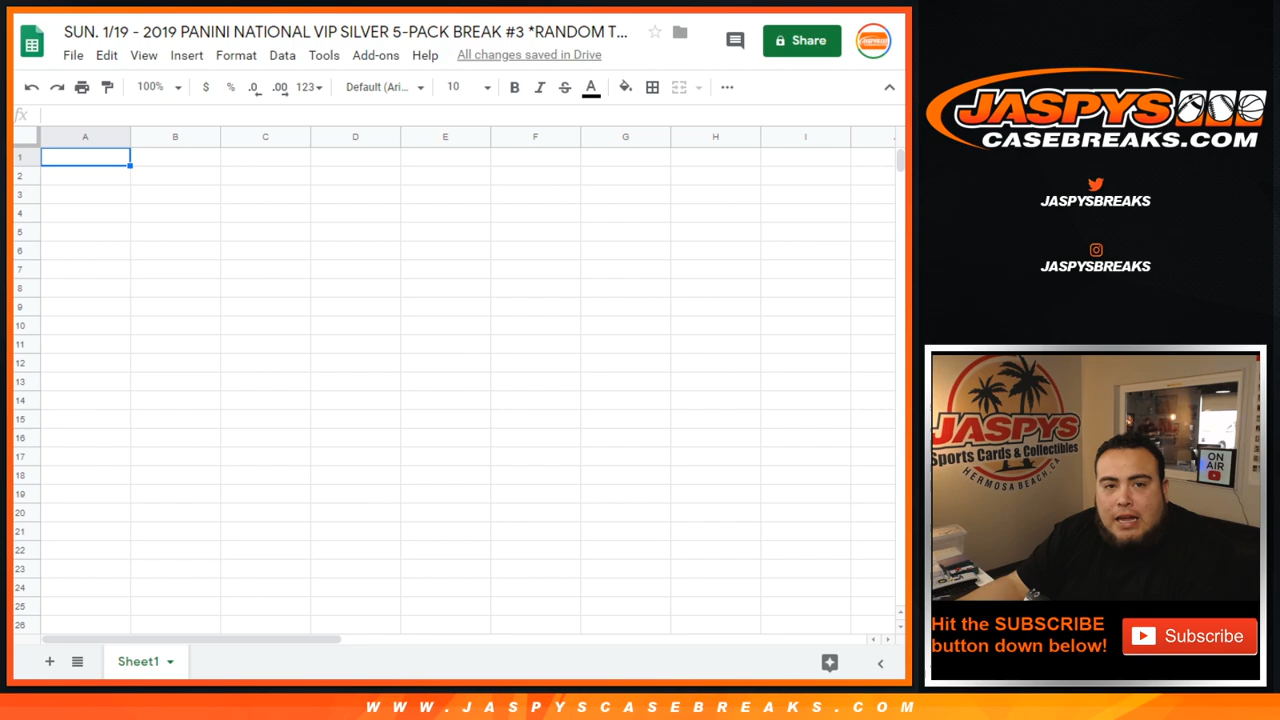 SUN. 1/19 - 2019 PANINI NATIONAL VIP SILVER 5-PACK BREAK #3 *RANDOM T...
Share
File Edit View Insert Format Data Tools Add-ons Help All changes saved in Drive
100% $ % .0 .00 123 Default (Ari... 10 B I S A
fx
A B C D E F G H I
1
2
3
4
5
6
7
8
9
10
11
12
13
14
15
16
17
18
19
20
21
22
23
24
25
26
Sheet1
JASPYS
CASEBREAKS.COM
JASPYSBREAKS
JASPYSBREAKS
JASPYS
Sports Cards & Collectibles
HERMOSA BEACH, CA
ON
AIR
Hit the SUBSCRIBE
button down below!
Subscribe
WWW.JASPYSCASEBREAKS.COM